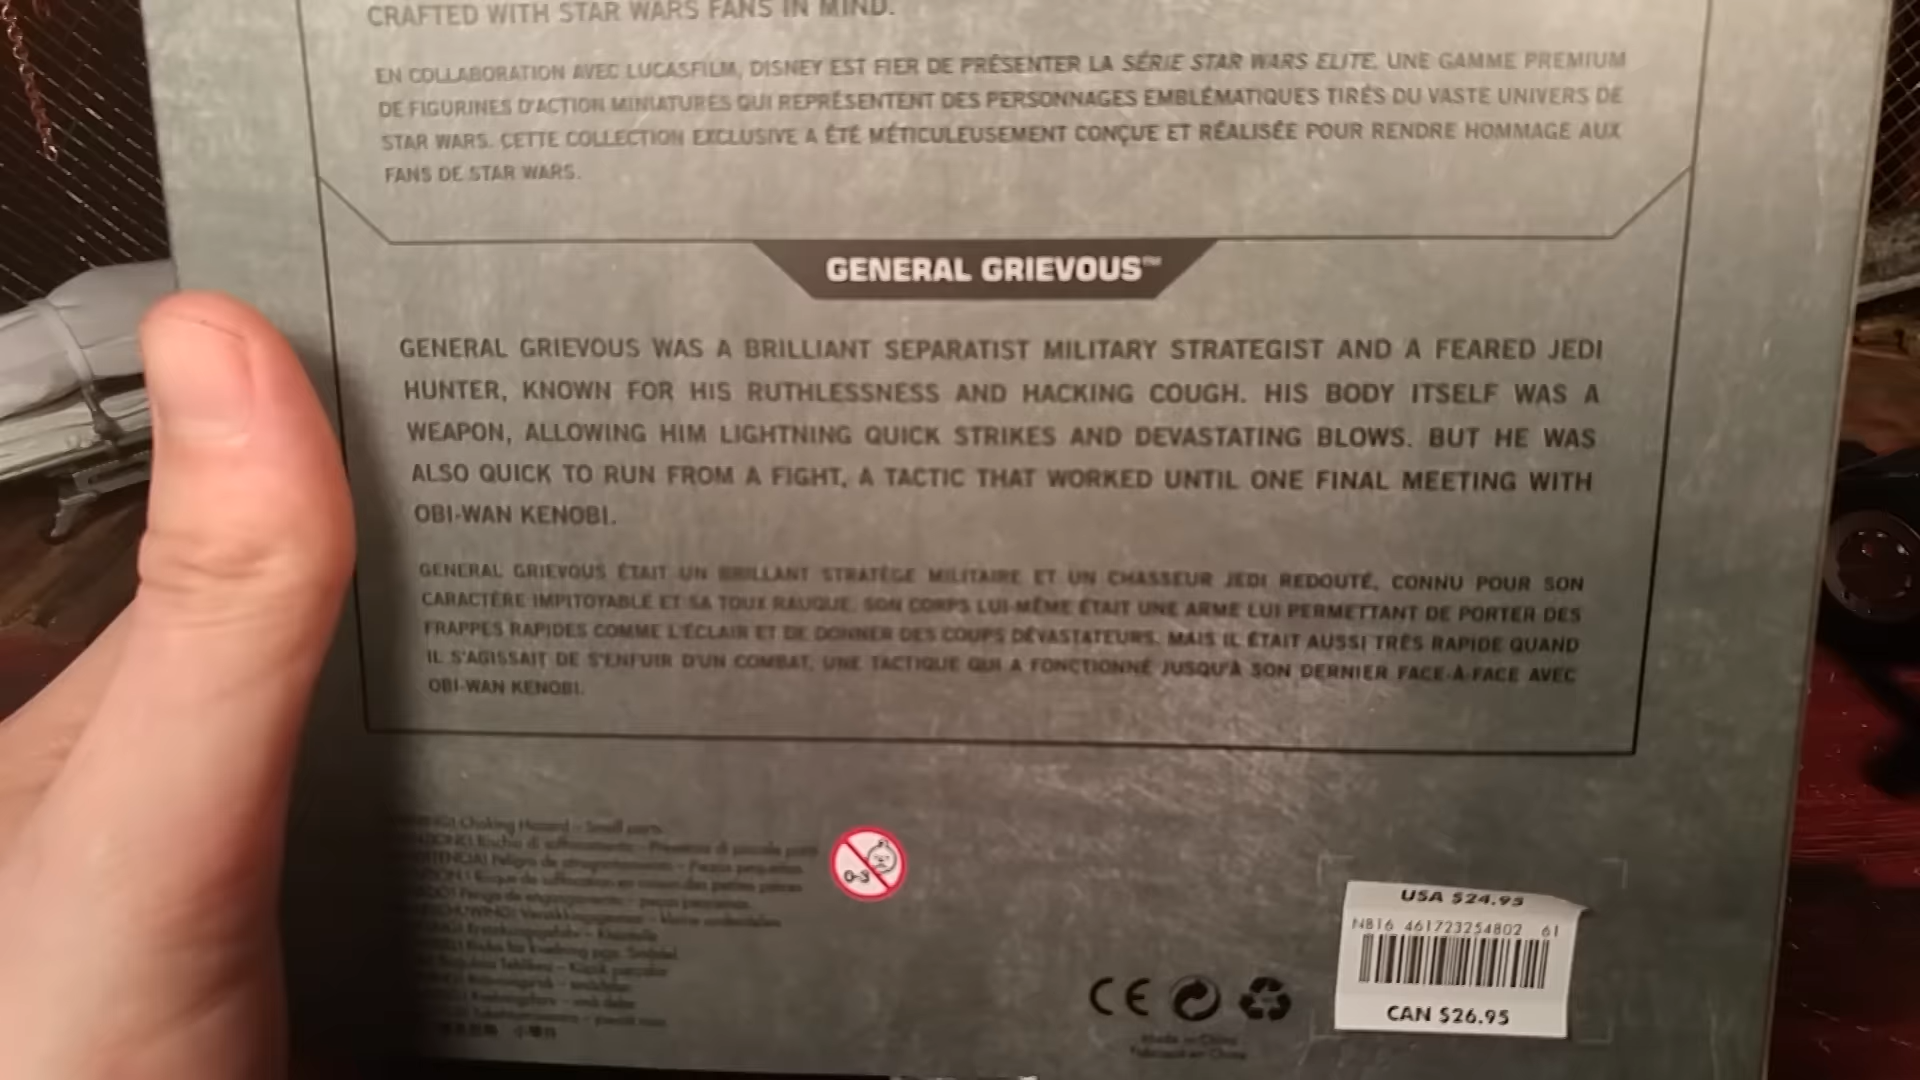 CRAFTED WITH STAR WARS FANS IN MIND.
EN COLLABORATION AVEC LUCASFILM, DISNEY EST FIER DE PRÉSENTER LA SÉRIE STAR WARS ELITE, UNE GAMME PREMIUM
DE FIGURINES D'ACTION MINIATURES QUI REPRÉSENTENT DES PERSONNAGES EMBLÉMATIQUES TIRÉS DU VASTE UNIVERS DE
STAR WARS. CETTE COLLECTION EXCLUSIVE A ÉTÉ MÉTICULEUSEMENT CONÇUE ET RÉALISÉE POUR RENDRE HOMMAGE AUX
FANS DE STAR WARS.
GENERAL GRIEVOUS™
GENERAL GRIEVOUS WAS A BRILLIANT SEPARATIST MILITARY STRATEGIST AND A FEARED JEDI
HUNTER, KNOWN FOR HIS RUTHLESSNESS AND HACKING COUGH. HIS BODY ITSELF WAS A
WEAPON, ALLOWING HIM LIGHTNING QUICK STRIKES AND DEVASTATING BLOWS. BUT HE WAS
ALSO QUICK TO RUN FROM A FIGHT, A TACTIC THAT WORKED UNTIL ONE FINAL MEETING WITH
OBI-WAN KENOBI.
GENERAL GRIEVOUS ÉTAIT UN BRILLANT STRATÈGE MILITAIRE ET UN CHASSEUR JEDI REDOUTÉ, CONNU POUR SON
CARACTÈRE IMPITOYABLE ET SA TOUX RAUQUE. SON CORPS LUI-MÊME ÉTAIT UNE ARME LUI PERMETTANT DE PORTER DES
FRAPPES RAPIDES COMME L'ÉCLAIR ET DE DONNER DES COUPS DÉVASTATEURS. MAIS IL ÉTAIT AUSSI TRÈS RAPIDE QUAND
IL S'AGISSAIT DE S'ENFUIR D'UN COMBAT, UNE TACTIQUE QUI A FONCTIONNÉ JUSQU'À SON DERNIER FACE-À-FACE AVEC
OBI-WAN KENOBI.
Choking Hazard - Small parts
0-3
USA $24.95
NB16 461723254802 61
CAN $26.95
CE
Made in China
Fabriqué en China